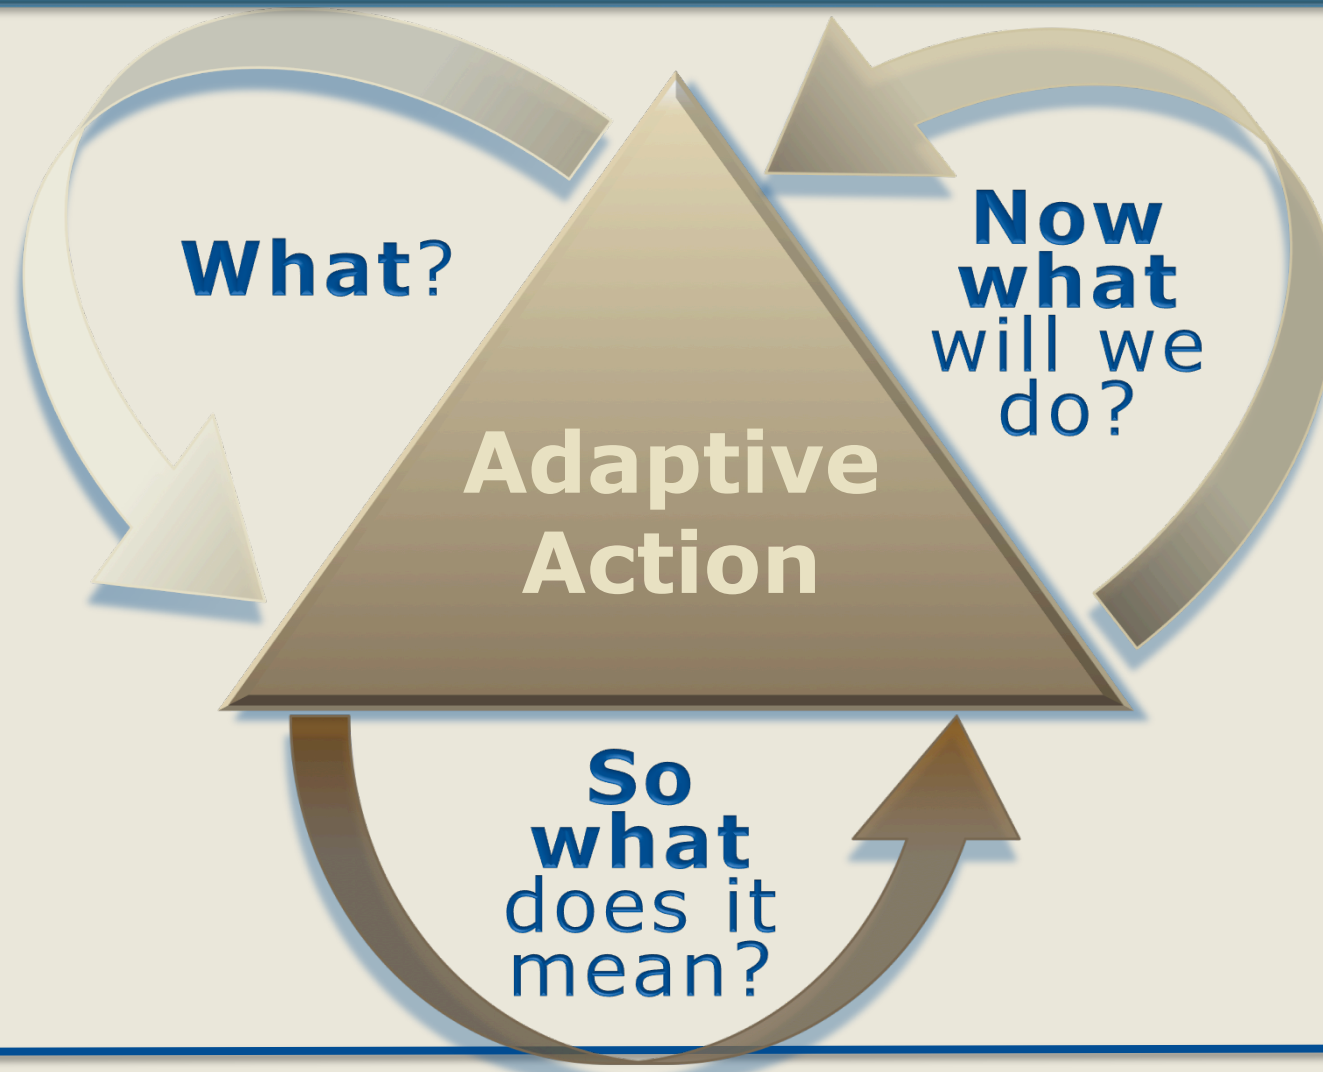 What?
Now
what
will we
do?
Adaptive
Action
So
what
does it
mean?